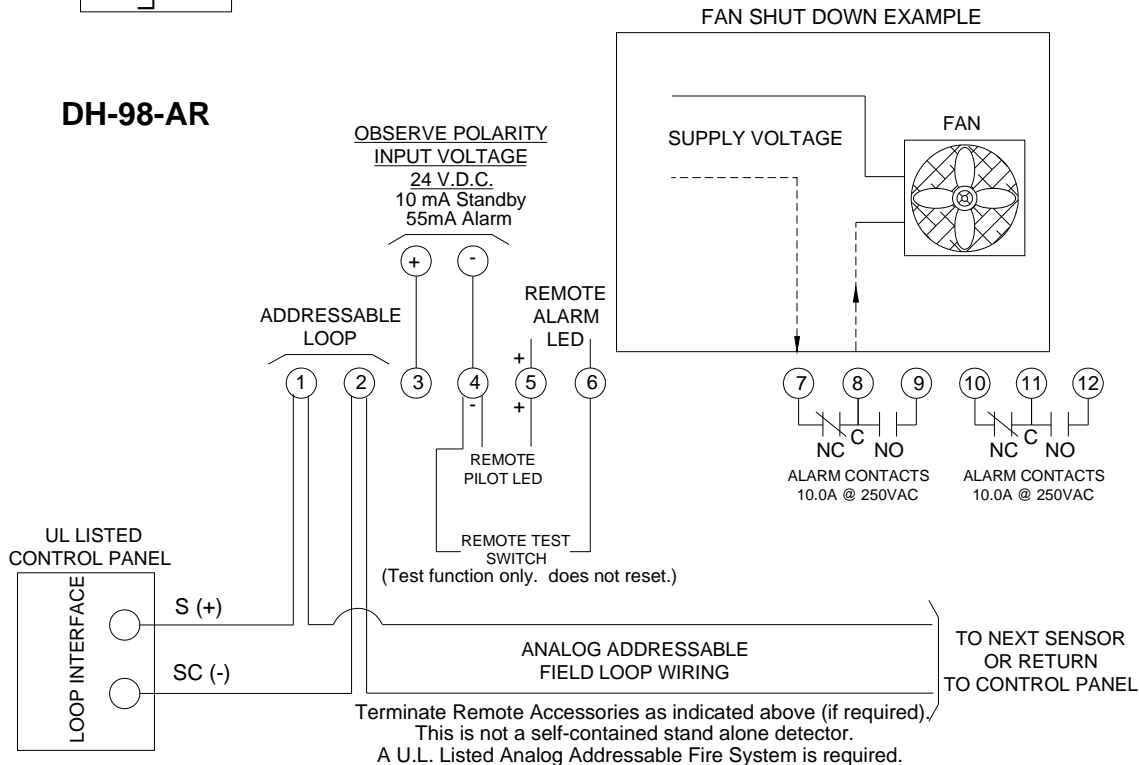 FAN SHUT DOWN EXAMPLE
DH-98-AR
OBSERVE POLARITY
INPUT VOLTAGE
24 V.D.C.
10 mA Standby
55mA Alarm
SUPPLY VOLTAGE
FAN
+
-
ADDRESSABLE
LOOP
REMOTE
ALARM
LED
+
1
2
3
4
5
6
7
8
9
10
11
12
-
+
NC
C
NO
NC
C
NO
REMOTE
PILOT LED
ALARM CONTACTS
10.0A @ 250VAC
ALARM CONTACTS
10.0A @ 250VAC
REMOTE TEST
SWITCH
(Test function only. does not reset.)
UL LISTED
CONTROL PANEL
LOOP INTERFACE
S (+)
SC (-)
ANALOG ADDRESSABLE
FIELD LOOP WIRING
TO NEXT SENSOR
OR RETURN
TO CONTROL PANEL
Terminate Remote Accessories as indicated above (if required).
This is not a self-contained stand alone detector.
A U.L. Listed Analog Addressable Fire System is required.